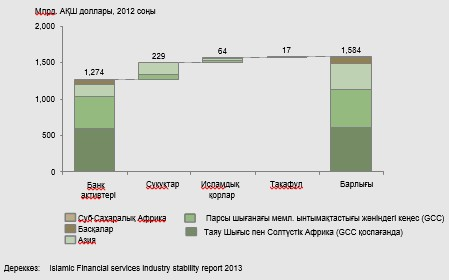 Млрд. АҚШ доллары, 2012 соңы
2,000
1,500
1,000
500
0
1,274
229
64
17
1,584
Банк активтері
Сукуктар
Исламдық қорлар
Такафул
Барлығы
Суб-Сахаралық Африка
Басқалар
Азия
Парсы шығанағы мемл. ынтымақтастығы жөніндегі кеңес (GCC)
Таяу Шығыс пен Солтүстік Африка (GCC қоспағанда)
Дереккөз: Islamic Financial services industry stability report 2013